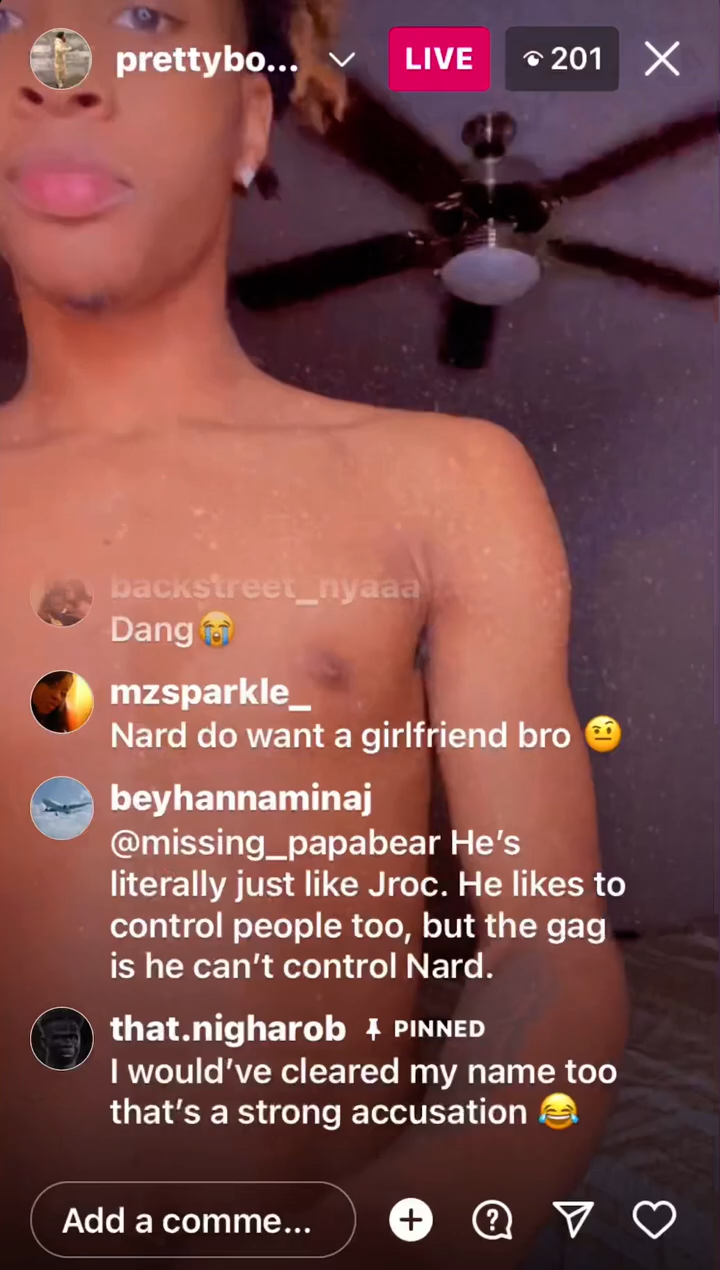 prettybo...
LIVE
201
backstreet_nyaaa
Dang😭
mzsparkle_
Nard do want a girlfriend bro 🤨
beyhannaminaj
@missing_papabear He’s
literally just like Jroc. He likes to
control people too, but the gag
is he can’t control Nard.
that.nigharob PINNED
I would’ve cleared my name too
that’s a strong accusation 😂
Add a comme...